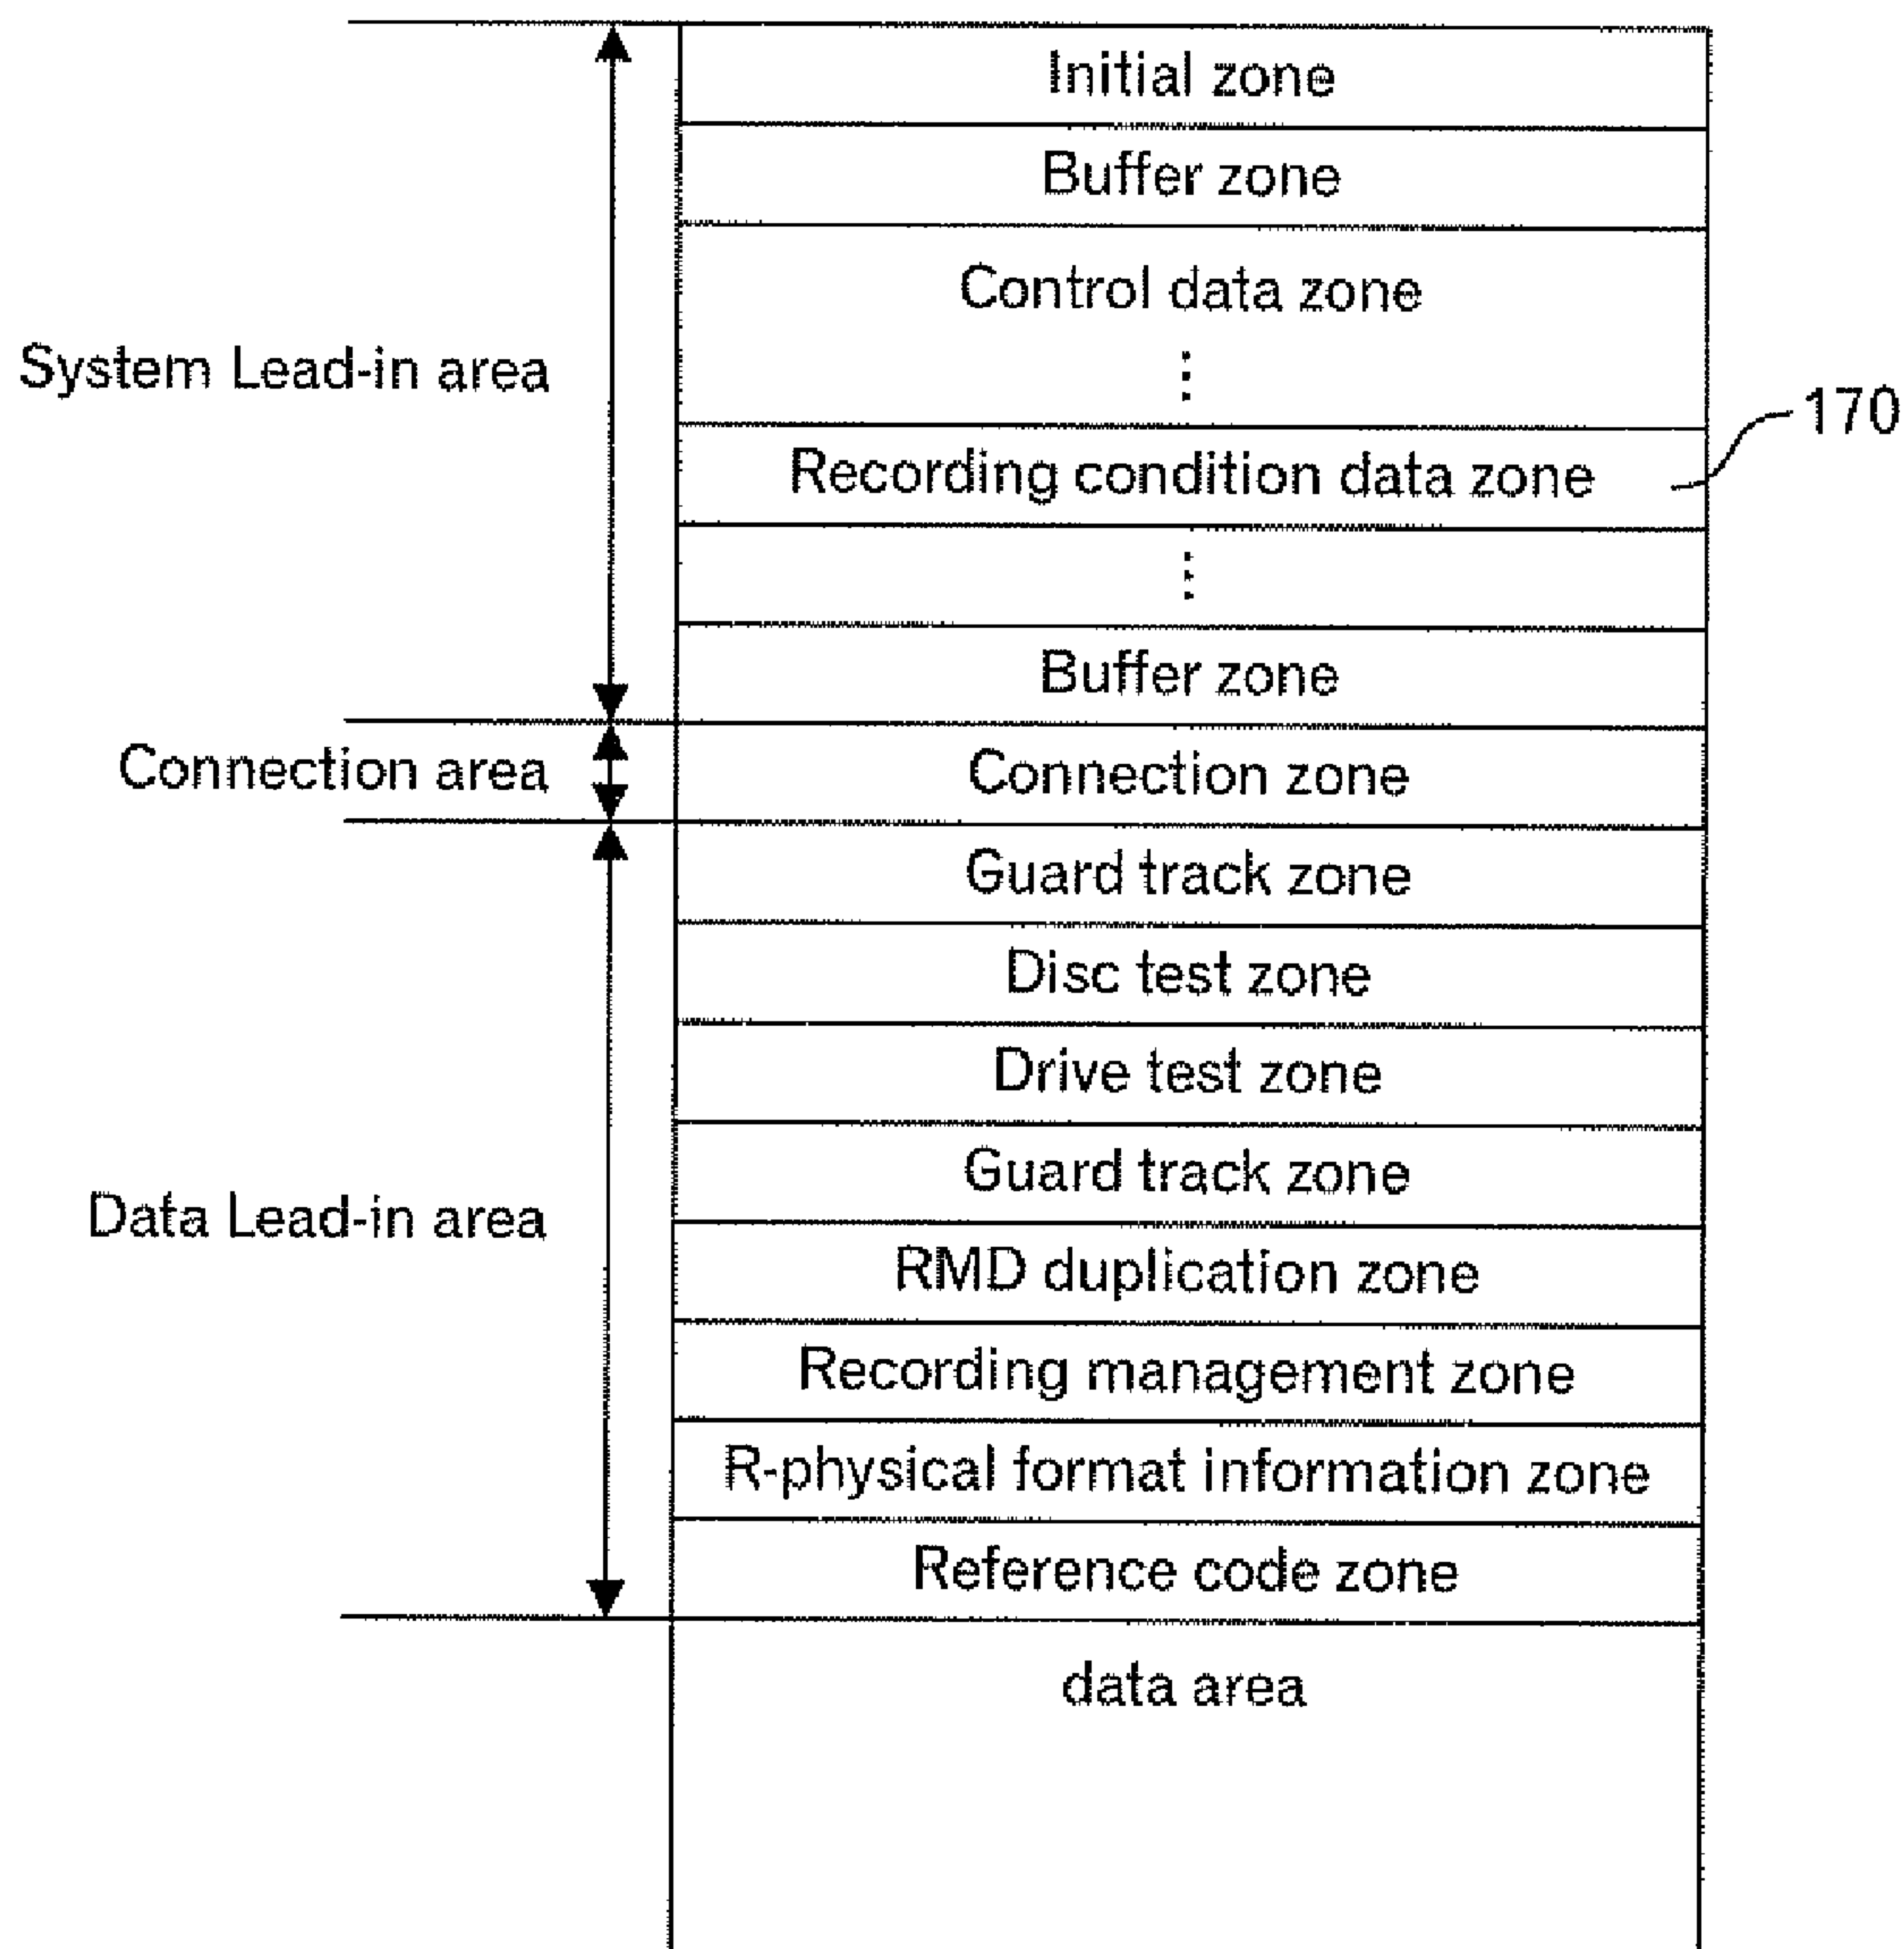 Initial zone
Buffer zone
Control data zone
⋮
System Lead-in area
170
Recording condition data zone
⋮
Buffer zone
Connection area
Connection zone
Guard track zone
Disc test zone
Drive test zone
Guard track zone
Data Lead-in area
RMD duplication zone
Recording management zone
R-physical format information zone
Reference code zone
data area